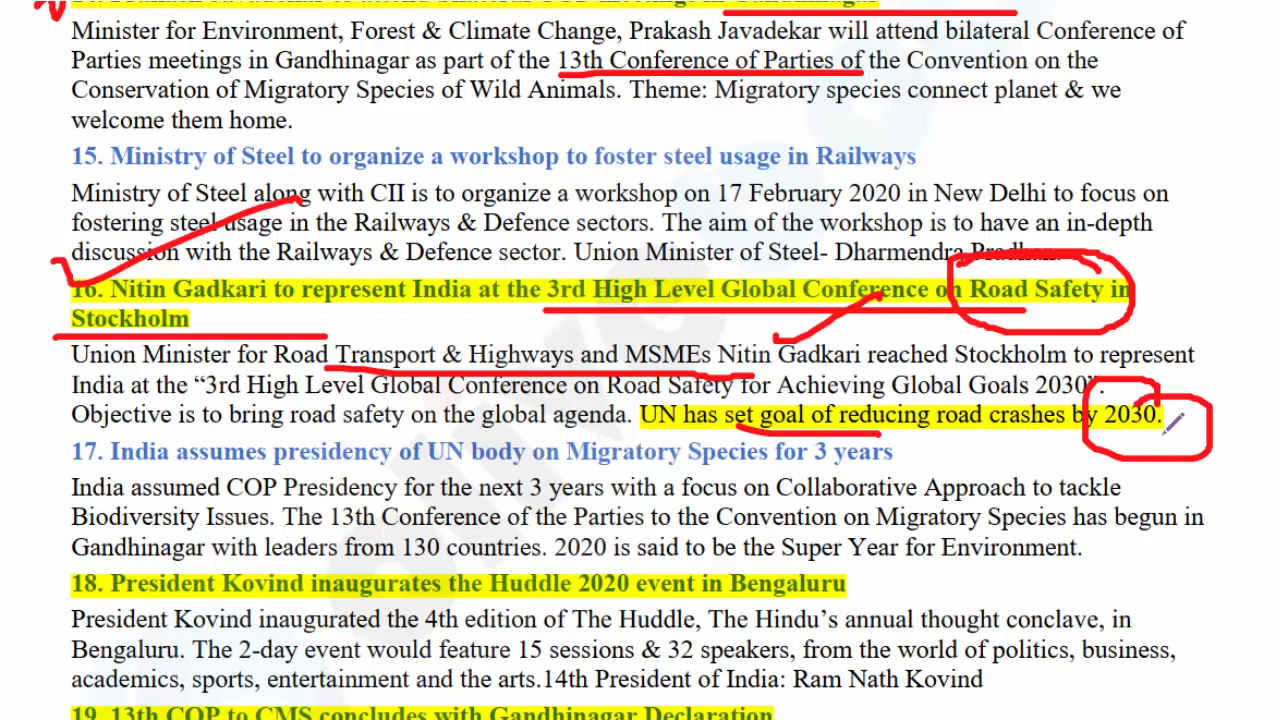 Minister for Environment, Forest & Climate Change, Prakash Javadekar will attend bilateral Conference of
Parties meetings in Gandhinagar as part of the 13th Conference of Parties of the Convention on the
Conservation of Migratory Species of Wild Animals. Theme: Migratory species connect planet & we
welcome them home.
15. Ministry of Steel to organize a workshop to foster steel usage in Railways
Ministry of Steel along with CII is to organize a workshop on 17 February 2020 in New Delhi to focus on
fostering steel usage in the Railways & Defence sectors. The aim of the workshop is to have an in-depth
discussion with the Railways & Defence sector. Union Minister of Steel- Dharmendra Pradhan.
16. Nitin Gadkari to represent India at the 3rd High Level Global Conference on Road Safety in
Stockholm
Union Minister for Road Transport & Highways and MSMEs Nitin Gadkari reached Stockholm to represent
India at the “3rd High Level Global Conference on Road Safety for Achieving Global Goals 2030”.
Objective is to bring road safety on the global agenda. UN has set goal of reducing road crashes by 2030.
17. India assumes presidency of UN body on Migratory Species for 3 years
India assumed COP Presidency for the next 3 years with a focus on Collaborative Approach to tackle
Biodiversity Issues. The 13th Conference of the Parties to the Convention on Migratory Species has begun in
Gandhinagar with leaders from 130 countries. 2020 is said to be the Super Year for Environment.
18. President Kovind inaugurates the Huddle 2020 event in Bengaluru
President Kovind inaugurated the 4th edition of The Huddle, The Hindu’s annual thought conclave, in
Bengaluru. The 2-day event would feature 15 sessions & 32 speakers, from the world of politics, business,
academics, sports, entertainment and the arts.14th President of India: Ram Nath Kovind
19. 13th COP to CMS concludes with Gandhinagar Declaration